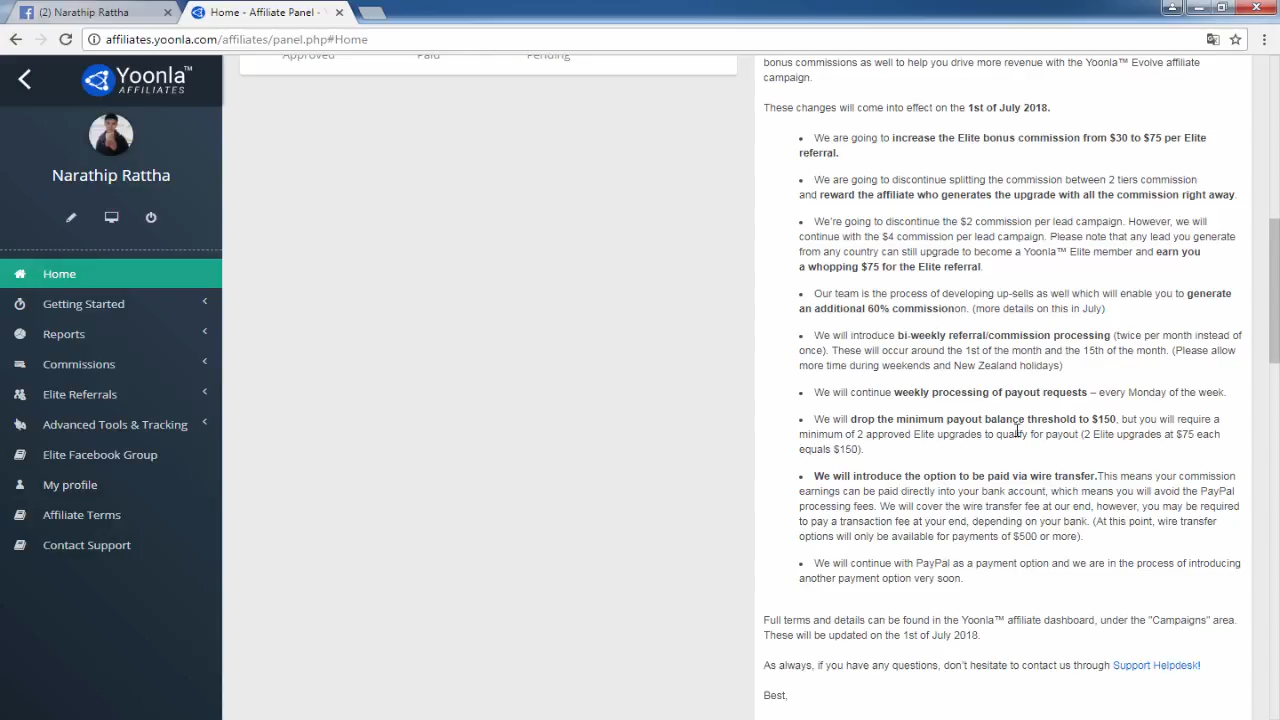 (2) Narathip Rattha
Home - Affiliate Panel -
affiliates.yoonla.com/affiliates/panel.php#Home
Yoonla™
AFFILIATES
Narathip Rattha
Home
Getting Started
Reports
Commissions
Elite Referrals
Advanced Tools & Tracking
Elite Facebook Group
My profile
Affiliate Terms
Contact Support
Approved Paid Pending
bonus commissions as well to help you drive more revenue with the Yoonla™ Evolve affiliate
campaign.
These changes will come into effect on the 1st of July 2018.
• We are going to increase the Elite bonus commission from $30 to $75 per Elite
referral.
• We are going to discontinue splitting the commission between 2 tiers commission
and reward the affiliate who generates the upgrade with all the commission right away.
• We're going to discontinue the $2 commission per lead campaign. However, we will
continue with the $4 commission per lead campaign. Please note that any lead you generate
from any country can still upgrade to become a Yoonla™ Elite member and earn you
a whopping $75 for the Elite referral.
• Our team is the process of developing up-sells as well which will enable you to generate
an additional 60% commissionon. (more details on this in July)
• We will introduce bi-weekly referral/commission processing (twice per month instead of
once). These will occur around the 1st of the month and the 15th of the month. (Please allow
more time during weekends and New Zealand holidays)
• We will continue weekly processing of payout requests – every Monday of the week.
• We will drop the minimum payout balance threshold to $150, but you will require a
minimum of 2 approved Elite upgrades to qualify for payout (2 Elite upgrades at $75 each
equals $150).
• We will introduce the option to be paid via wire transfer.This means your commission
earnings can be paid directly into your bank account, which means you will avoid the PayPal
processing fees. We will cover the wire transfer fee at our end, however, you may be required
to pay a transaction fee at your end, depending on your bank. (At this point, wire transfer
options will only be available for payments of $500 or more).
• We will continue with PayPal as a payment option and we are in the process of introducing
another payment option very soon.
Full terms and details can be found in the Yoonla™ affiliate dashboard, under the "Campaigns" area.
These will be updated on the 1st of July 2018.
As always, if you have any questions, don't hesitate to contact us through Support Helpdesk!
Best,